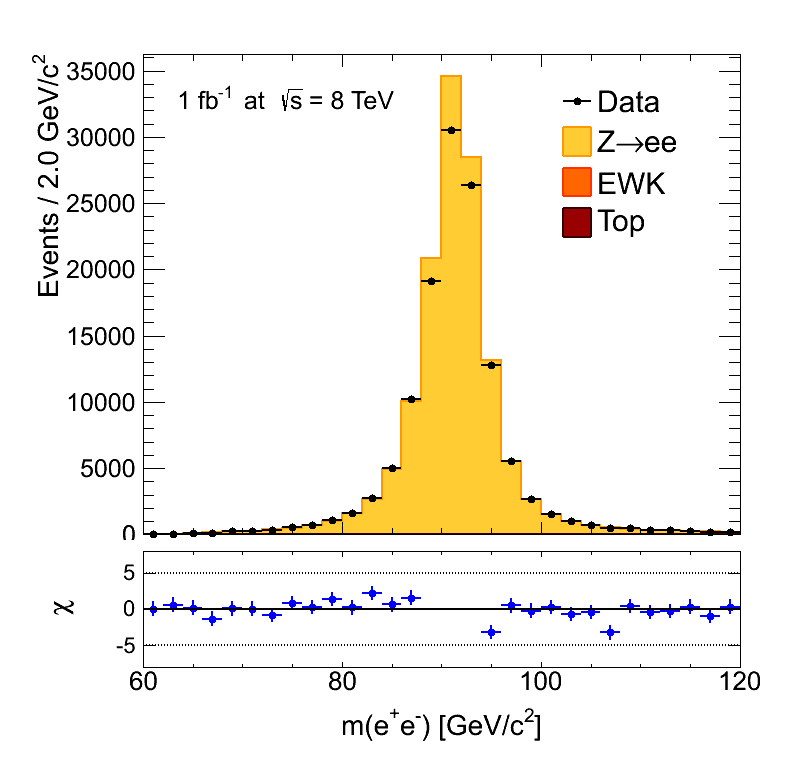 Events / 2.0 GeV/c²
35000
30000
25000
20000
15000
10000
5000
0
1 fb⁻¹ at √s = 8 TeV
Data
Z→ee
EWK
Top
χ
5
0
-5
60 80 100 120
m(e⁺e⁻) [GeV/c²]